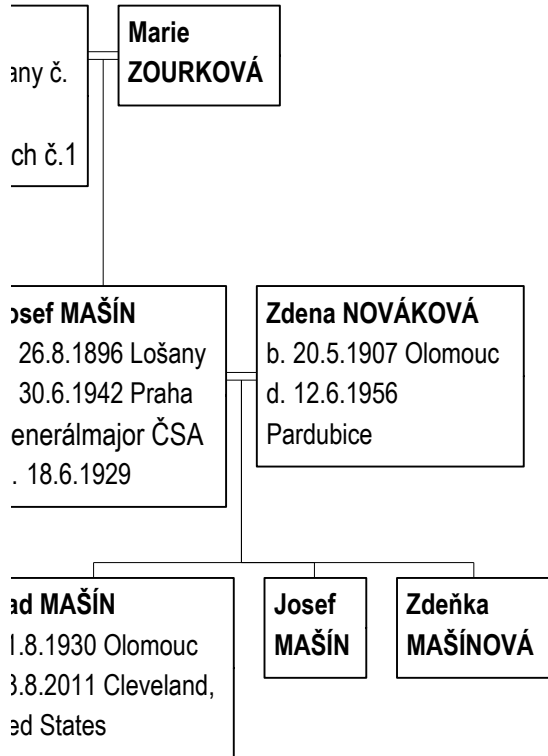 any č.
ch č.1
Marie
ZOURKOVÁ
osef MAŠÍN
26.8.1896 Lošany
30.6.1942 Praha
enerálmajor ČSA
. 18.6.1929
Zdena NOVÁKOVÁ
b. 20.5.1907 Olomouc
d. 12.6.1956
Pardubice
ad MAŠÍN
1.8.1930 Olomouc
3.8.2011 Cleveland,
ed States
Josef
MAŠÍN
Zdeňka
MAŠÍNOVÁ